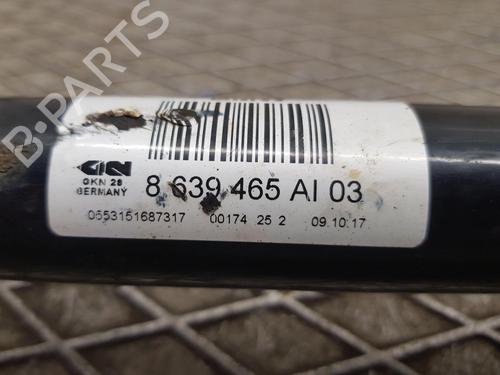 B-PARTS
GKN
GKN 28
GERMANY
8 639 465 AI 03
0553151687317 00174 25 2 09.10.17